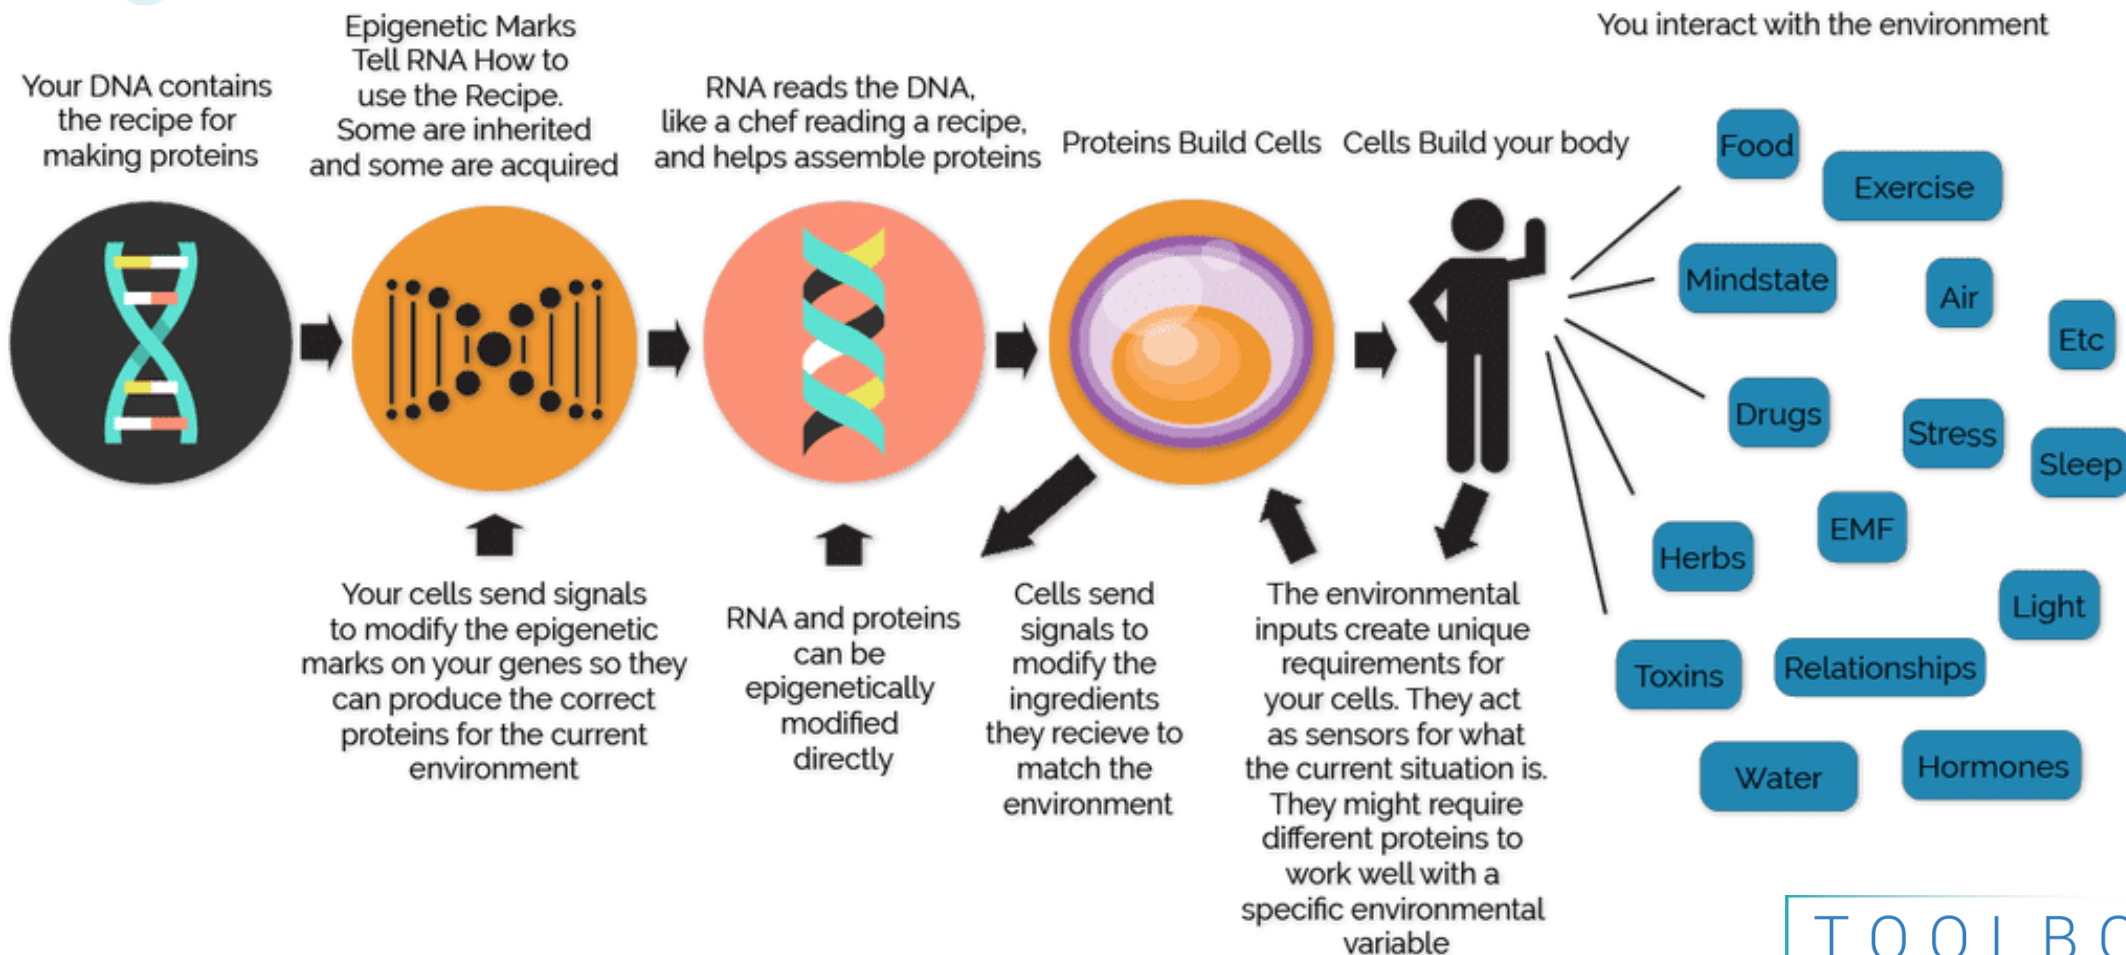 Your DNA contains
the recipe for
making proteins
Epigenetic Marks
Tell RNA How to
use the Recipe.
Some are inherited
and some are acquired
RNA reads the DNA,
like a chef reading a recipe,
and helps assemble proteins
Proteins Build Cells
Cells Build your body
You interact with the environment
Food
Exercise
Mindstate
Air
Etc
Drugs
Stress
Sleep
EMF
Herbs
Light
Toxins
Relationships
Water
Hormones
Your cells send signals
to modify the epigenetic
marks on your genes so they
can produce the correct
proteins for the current
environment
RNA and proteins
can be
epigenetically
modified
directly
Cells send
signals to
modify the
ingredients
they recieve to
match the
environment
The environmental
inputs create unique
requirements for
your cells. They act
as sensors for what
the current situation is.
They might require
different proteins to
work well with a
specific environmental
variable